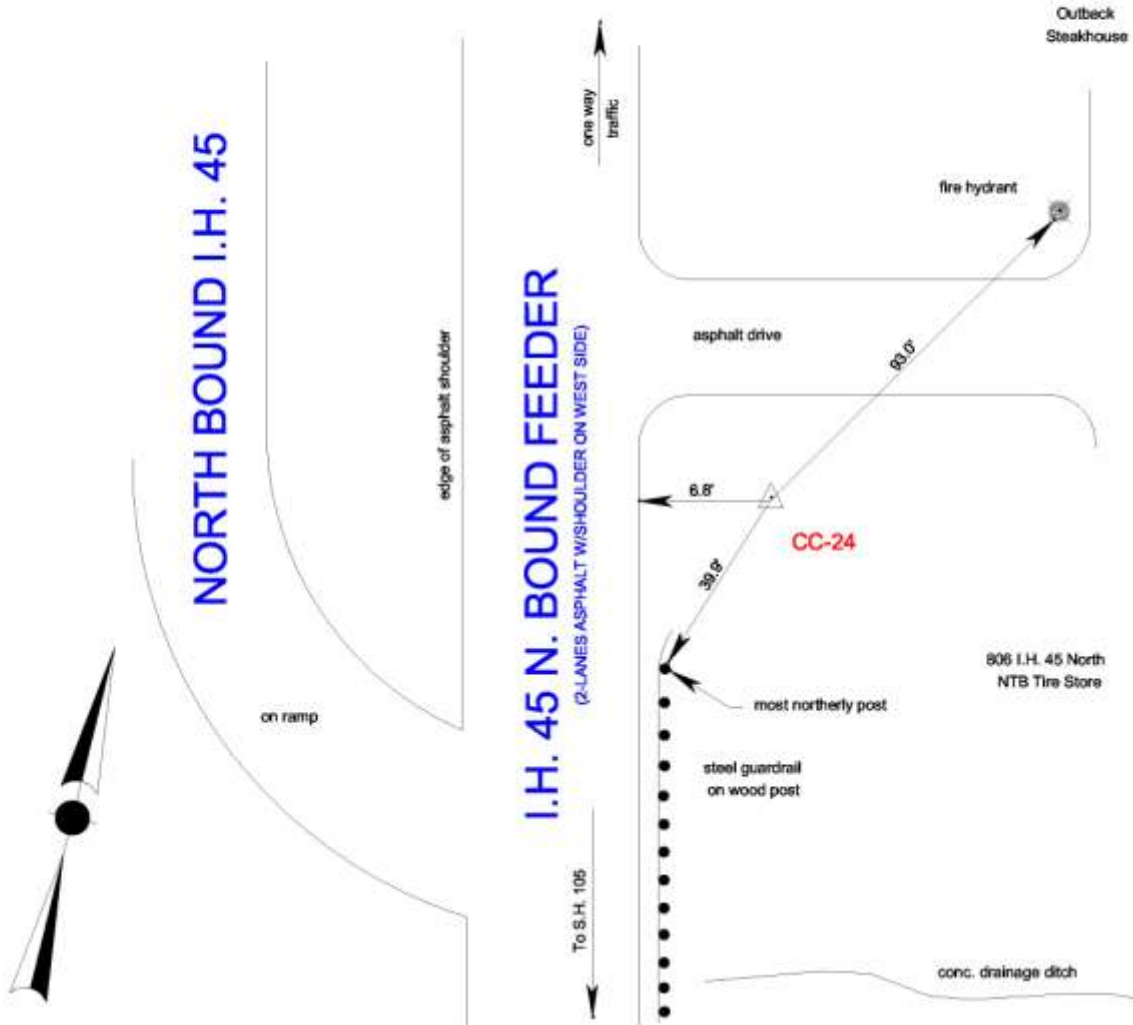 Outback
Steakhouse
one way
traffic
fire hydrant
NORTH BOUND I.H. 45
edge of asphalt shoulder
I.H. 45 N. BOUND FEEDER
(2-LANES ASPHALT W/SHOULDER ON WEST SIDE)
asphalt drive
93.0'
6.8'
CC-24
39.9'
806 I.H. 45 North
NTB Tire Store
most northerly post
on ramp
steel guardrail
on wood post
To S.H. 105
conc. drainage ditch